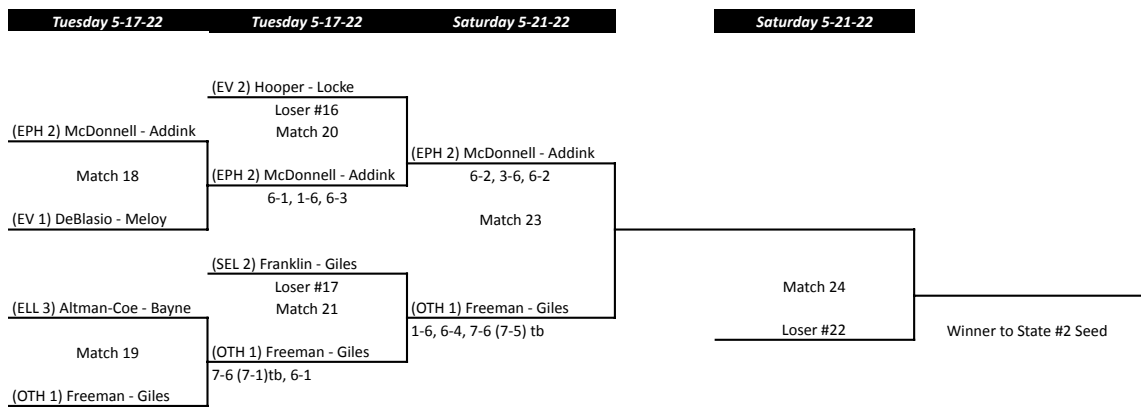 Tuesday 5-17-22
Tuesday 5-17-22
Saturday 5-21-22
Saturday 5-21-22
(EV 2) Hooper - Locke
Loser #16
(EPH 2) McDonnell - Addink
Match 20
(EPH 2) McDonnell - Addink
Match 18
(EPH 2) McDonnell - Addink
6-2, 3-6, 6-2
6-1, 1-6, 6-3
(EV 1) DeBlasio - Meloy
Match 23
(SEL 2) Franklin - Giles
Loser #17
Match 24
(ELL 3) Altman-Coe - Bayne
Match 21
(OTH 1) Freeman - Giles
1-6, 6-4, 7-6 (7-5) tb
Loser #22
Winner to State #2 Seed
Match 19
(OTH 1) Freeman - Giles
7-6 (7-1)tb, 6-1
(OTH 1) Freeman - Giles